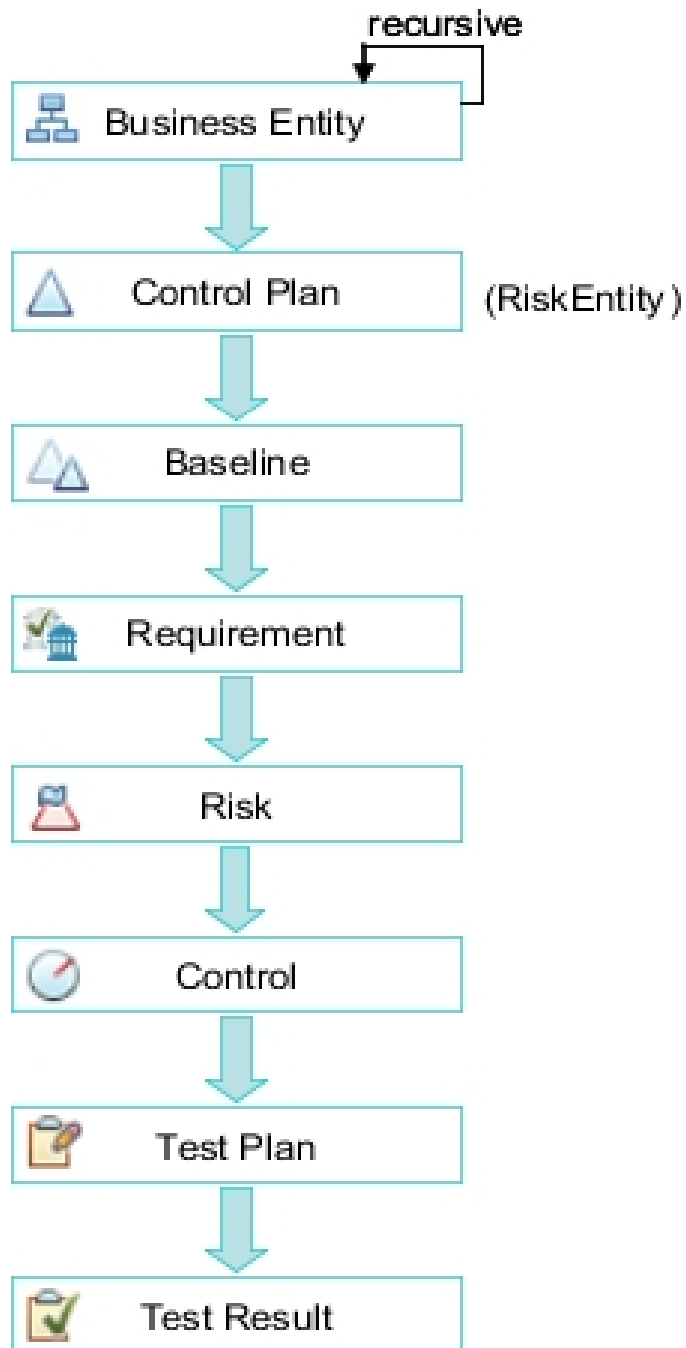 recursive
Business Entity
Control Plan
(RiskEntity)
Baseline
Requirement
Risk
Control
Test Plan
Test Result